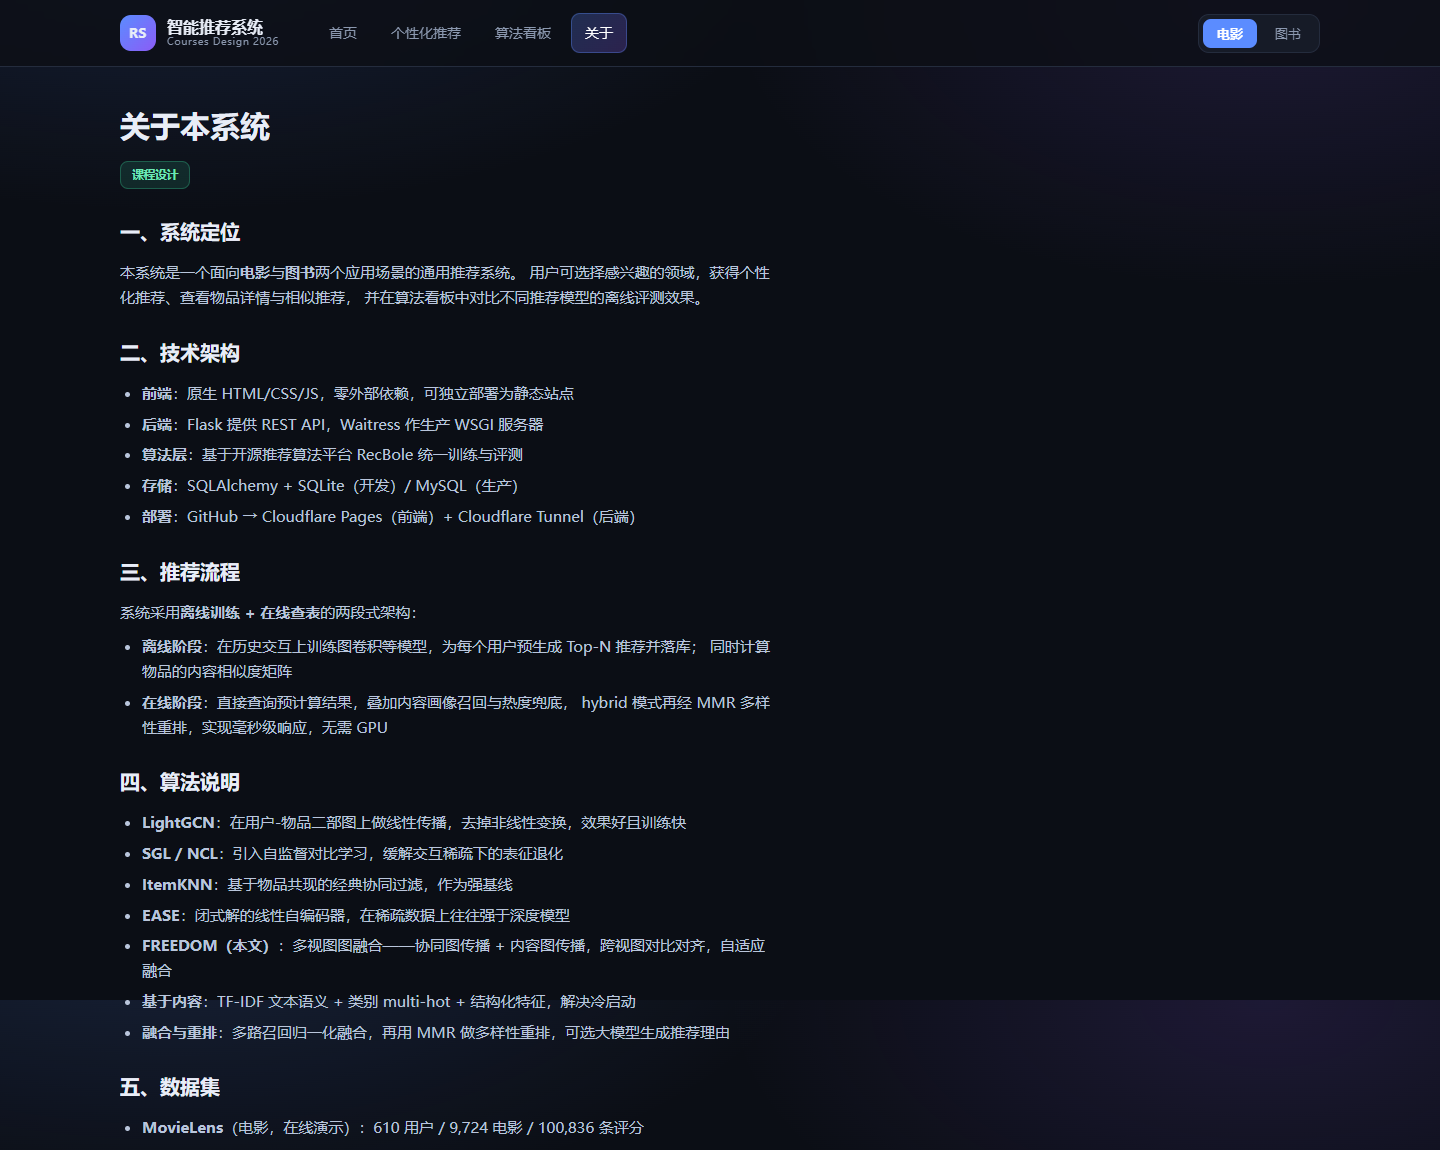 RS
智能推荐系统
Courses Design 2026
首页
个性化推荐
算法看板
关于
电影
图书
关于本系统
课程设计
一、系统定位
本系统是一个面向电影与图书两个应用场景的通用推荐系统。 用户可选择感兴趣的领域，获得个性
化推荐、查看物品详情与相似推荐， 并在算法看板中对比不同推荐模型的离线评测效果。
二、技术架构
• 前端：原生 HTML/CSS/JS，零外部依赖，可独立部署为静态站点
• 后端：Flask 提供 REST API，Waitress 作生产 WSGI 服务器
• 算法层：基于开源推荐算法平台 RecBole 统一训练与评测
• 存储：SQLAlchemy + SQLite（开发）/ MySQL（生产）
• 部署：GitHub → Cloudflare Pages（前端）+ Cloudflare Tunnel（后端）
三、推荐流程
系统采用离线训练 + 在线查表的两段式架构：
• 离线阶段：在历史交互上训练图卷积等模型，为每个用户预生成 Top-N 推荐并落库； 同时计算
物品的内容相似度矩阵
• 在线阶段：直接查询预计算结果，叠加内容画像召回与热度兜底， hybrid 模式再经 MMR 多样
性重排，实现毫秒级响应，无需 GPU
四、算法说明
• LightGCN：在用户-物品二部图上做线性传播，去掉非线性变换，效果好且训练快
• SGL / NCL：引入自监督对比学习，缓解交互稀疏下的表征退化
• ItemKNN：基于物品共现的经典协同过滤，作为强基线
• EASE：闭式解的线性自编码器，在稀疏数据上往往强于深度模型
• FREEDOM（本文）：多视图图融合——协同图传播 + 内容图传播，跨视图对比对齐，自适应
融合
• 基于内容：TF-IDF 文本语义 + 类别 multi-hot + 结构化特征，解决冷启动
• 融合与重排：多路召回归一化融合，再用 MMR 做多样性重排，可选大模型生成推荐理由
五、数据集
• MovieLens（电影，在线演示）：610 用户 / 9,724 电影 / 100,836 条评分